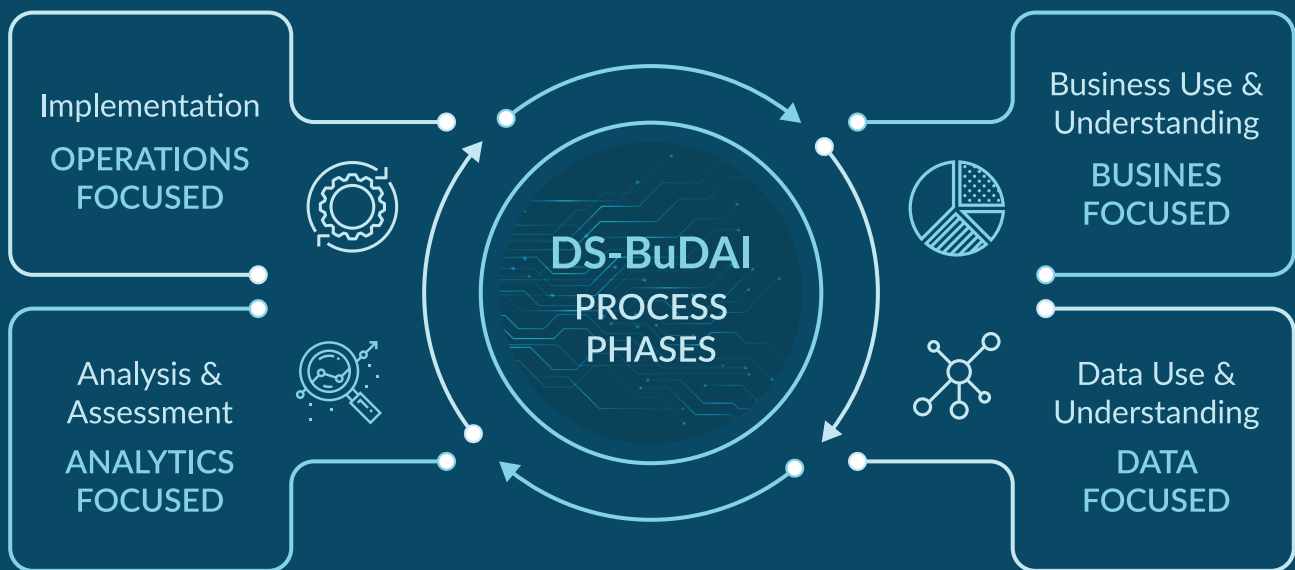 Implementation
OPERATIONS
FOCUSED
Business Use &
Understanding
BUSINES
FOCUSED
DS-BuDAI
PROCESS
PHASES
Analysis &
Assessment
ANALYTICS
FOCUSED
Data Use &
Understanding
DATA
FOCUSED